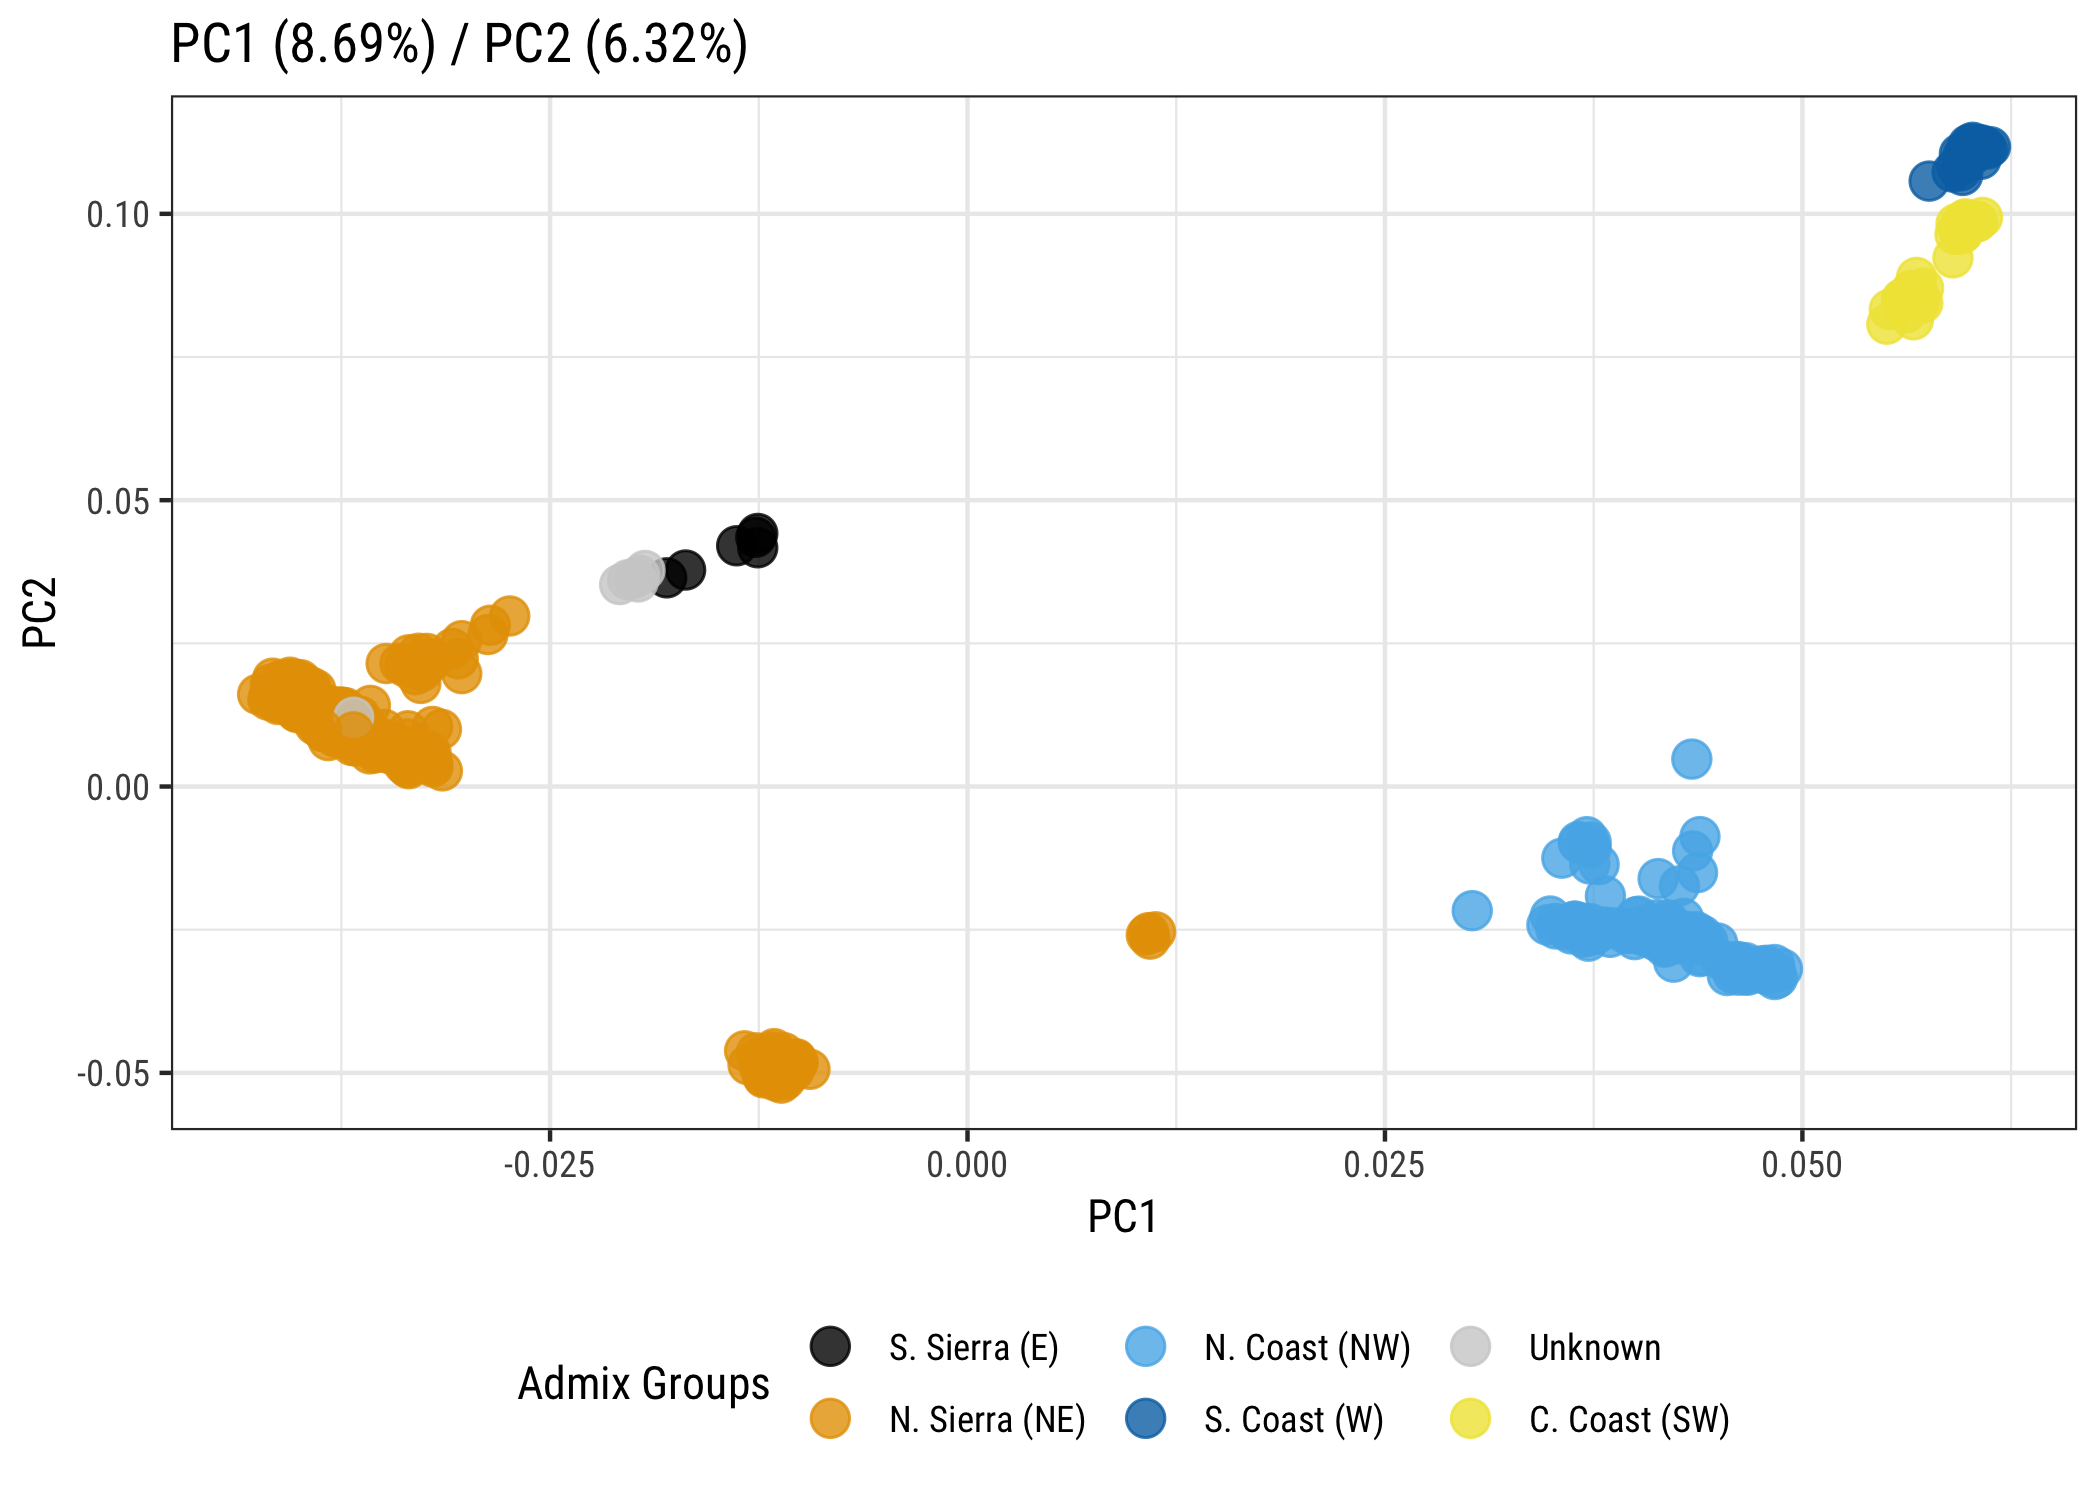 PC1 (8.69%) / PC2 (6.32%)
0.10
0.05
0.00
-0.05
PC2
-0.025 0.000 0.025 0.050
PC1
Admix Groups
S. Sierra (E) N. Coast (NW) Unknown
N. Sierra (NE) S. Coast (W) C. Coast (SW)